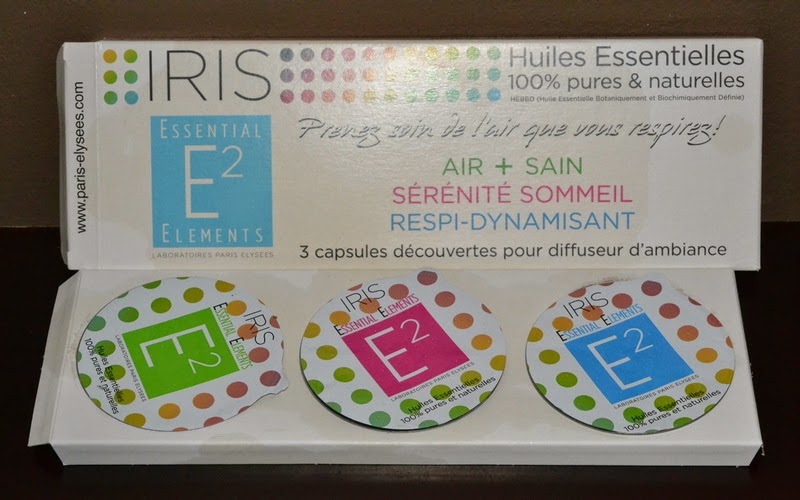 www.paris-elysees.com
IRIS
Huiles Essentielles
100% pures & naturelles
HEBBD (Huile Essentielle Botaniquement et Biochimiquement Définie)
ESSENTIAL
E2
ELEMENTS
LABORATOIRES PARIS ELYSEES
Prenez soin de l'air que vous respirez!
AIR + SAIN
SÉRÉNITÉ SOMMEIL
RESPI-DYNAMISANT
3 capsules découvertes pour diffuseur d'ambiance
IRIS
ESSENTIAL ELEMENTS
E2
LABORATOIRES PARIS ELYSEES
Huiles Essentielles
100% pures et naturelles
IRIS
ESSENTIAL ELEMENTS
E2
LABORATOIRES PARIS ELYSEES
Huiles Essentielles
100% pures et naturelles
IRIS
ESSENTIAL ELEMENTS
E2
LABORATOIRES PARIS ELYSEES
Huiles Essentielles
100% pures et naturelles